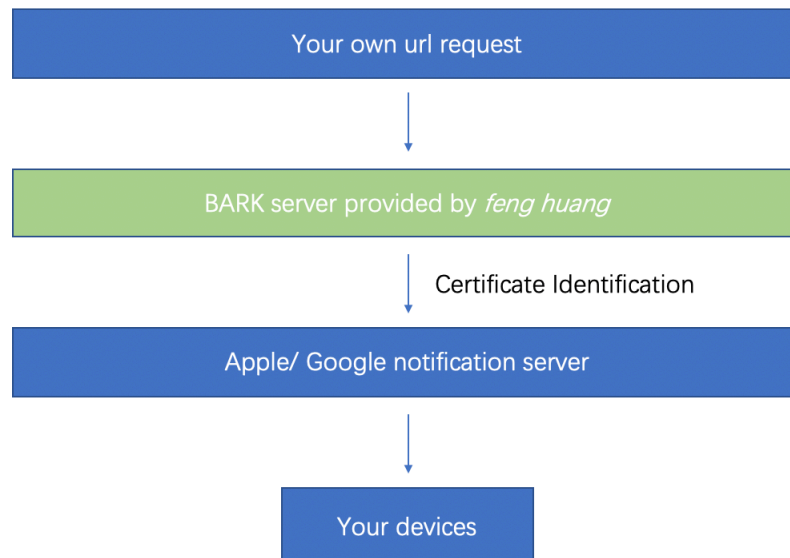 Your own url request
BARK server provided by feng huang
Certificate Identification
Apple/ Google notification server
Your devices